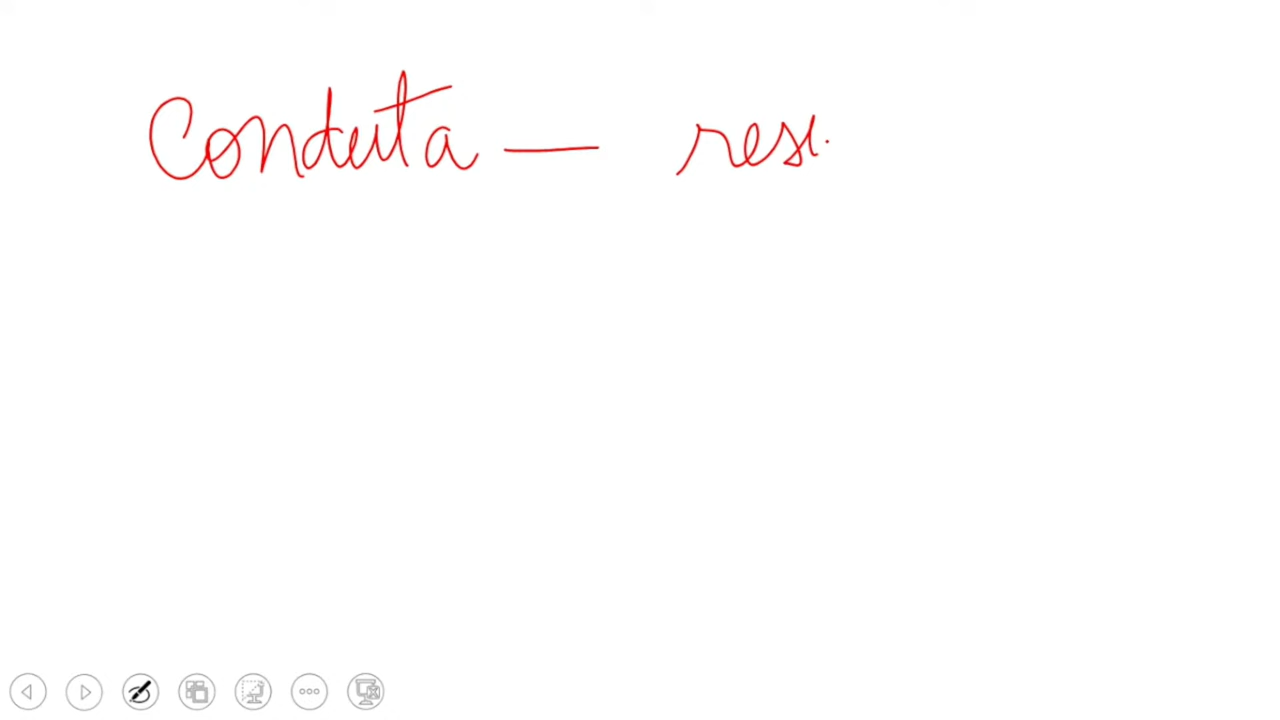 Conduta — res